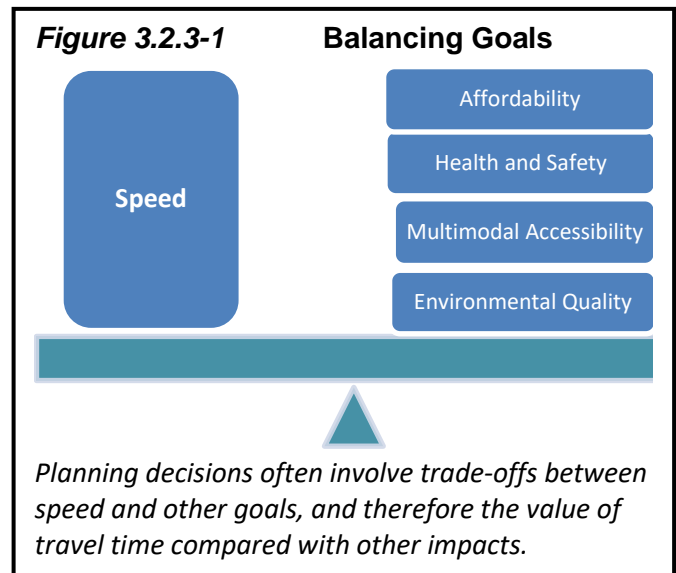 Figure 3.2.3-1 Balancing Goals
Speed
Affordability
Health and Safety
Multimodal Accessibility
Environmental Quality
Planning decisions often involve trade-offs between
speed and other goals, and therefore the value of
travel time compared with other impacts.